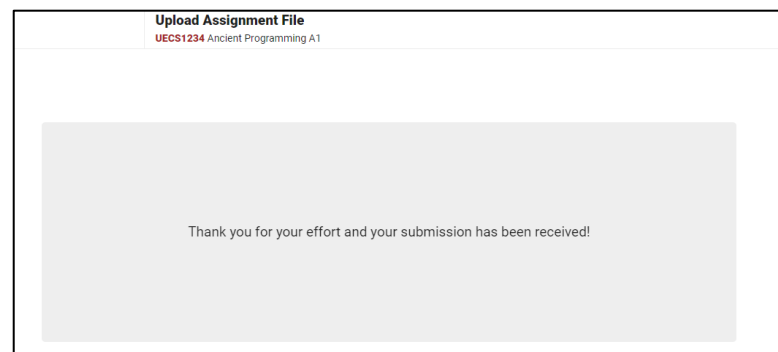 Upload Assignment File
UECS1234 Ancient Programming A1
Thank you for your effort and your submission has been received!